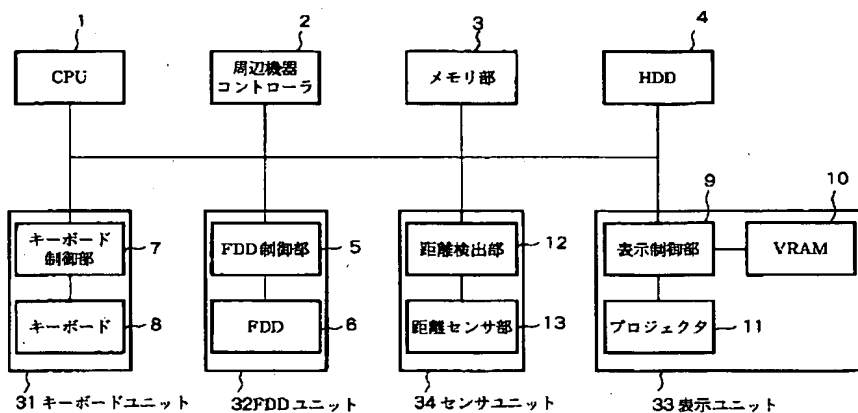 1
2
3
4
CPU
周辺機器
コントローラ
メモリ部
HDD
9
10
キーボード
制御部
7
FDD制御部
5
距離検出部
12
表示制御部
VRAM
キーボード
8
FDD
6
距離センサ部
13
プロジェクタ
11
31 キーボードユニット
32FDDユニット
34 センサユニット
33 表示ユニット